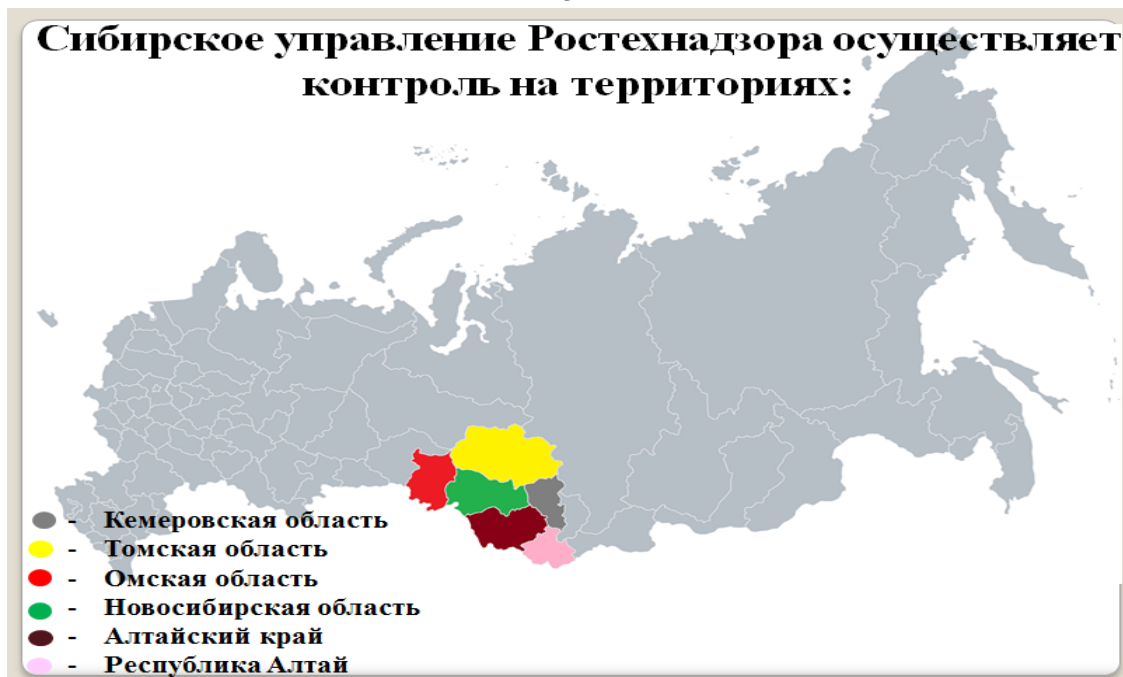 Сибирское управление Ростехнадзора осуществляет
контроль на территориях:
- Кемеровская область
- Томская область
- Омская область
- Новосибирская область
- Алтайский край
- Республика Алтай